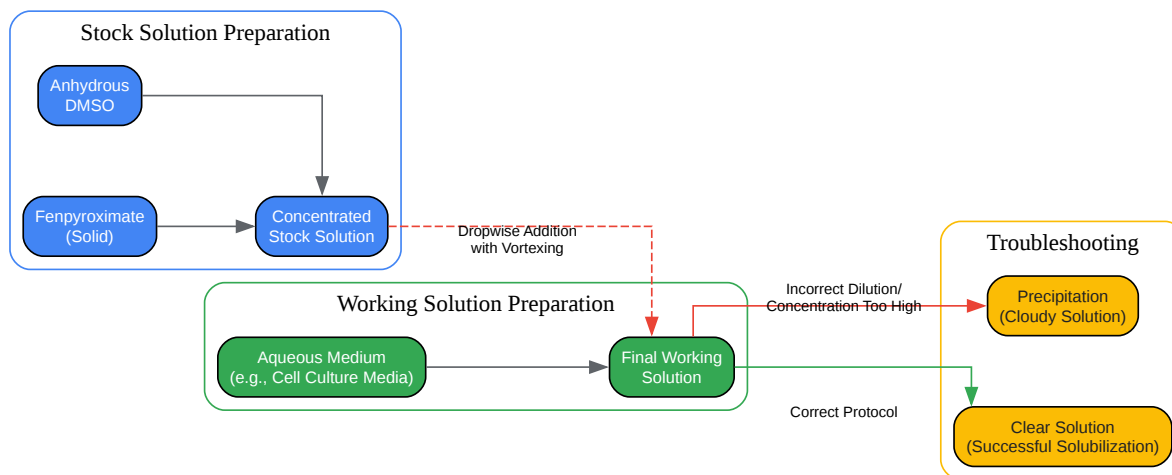 Stock Solution Preparation
Anhydrous
DMSO
Fenpyroximate
(Solid)
Concentrated
Stock Solution
Dropwise Addition
with Vortexing
Working Solution Preparation
Aqueous Medium
(e.g., Cell Culture Media)
Final Working
Solution
Incorrect Dilution/
Concentration Too High
Correct Protocol
Troubleshooting
Precipitation
(Cloudy Solution)
Clear Solution
(Successful Solubilization)